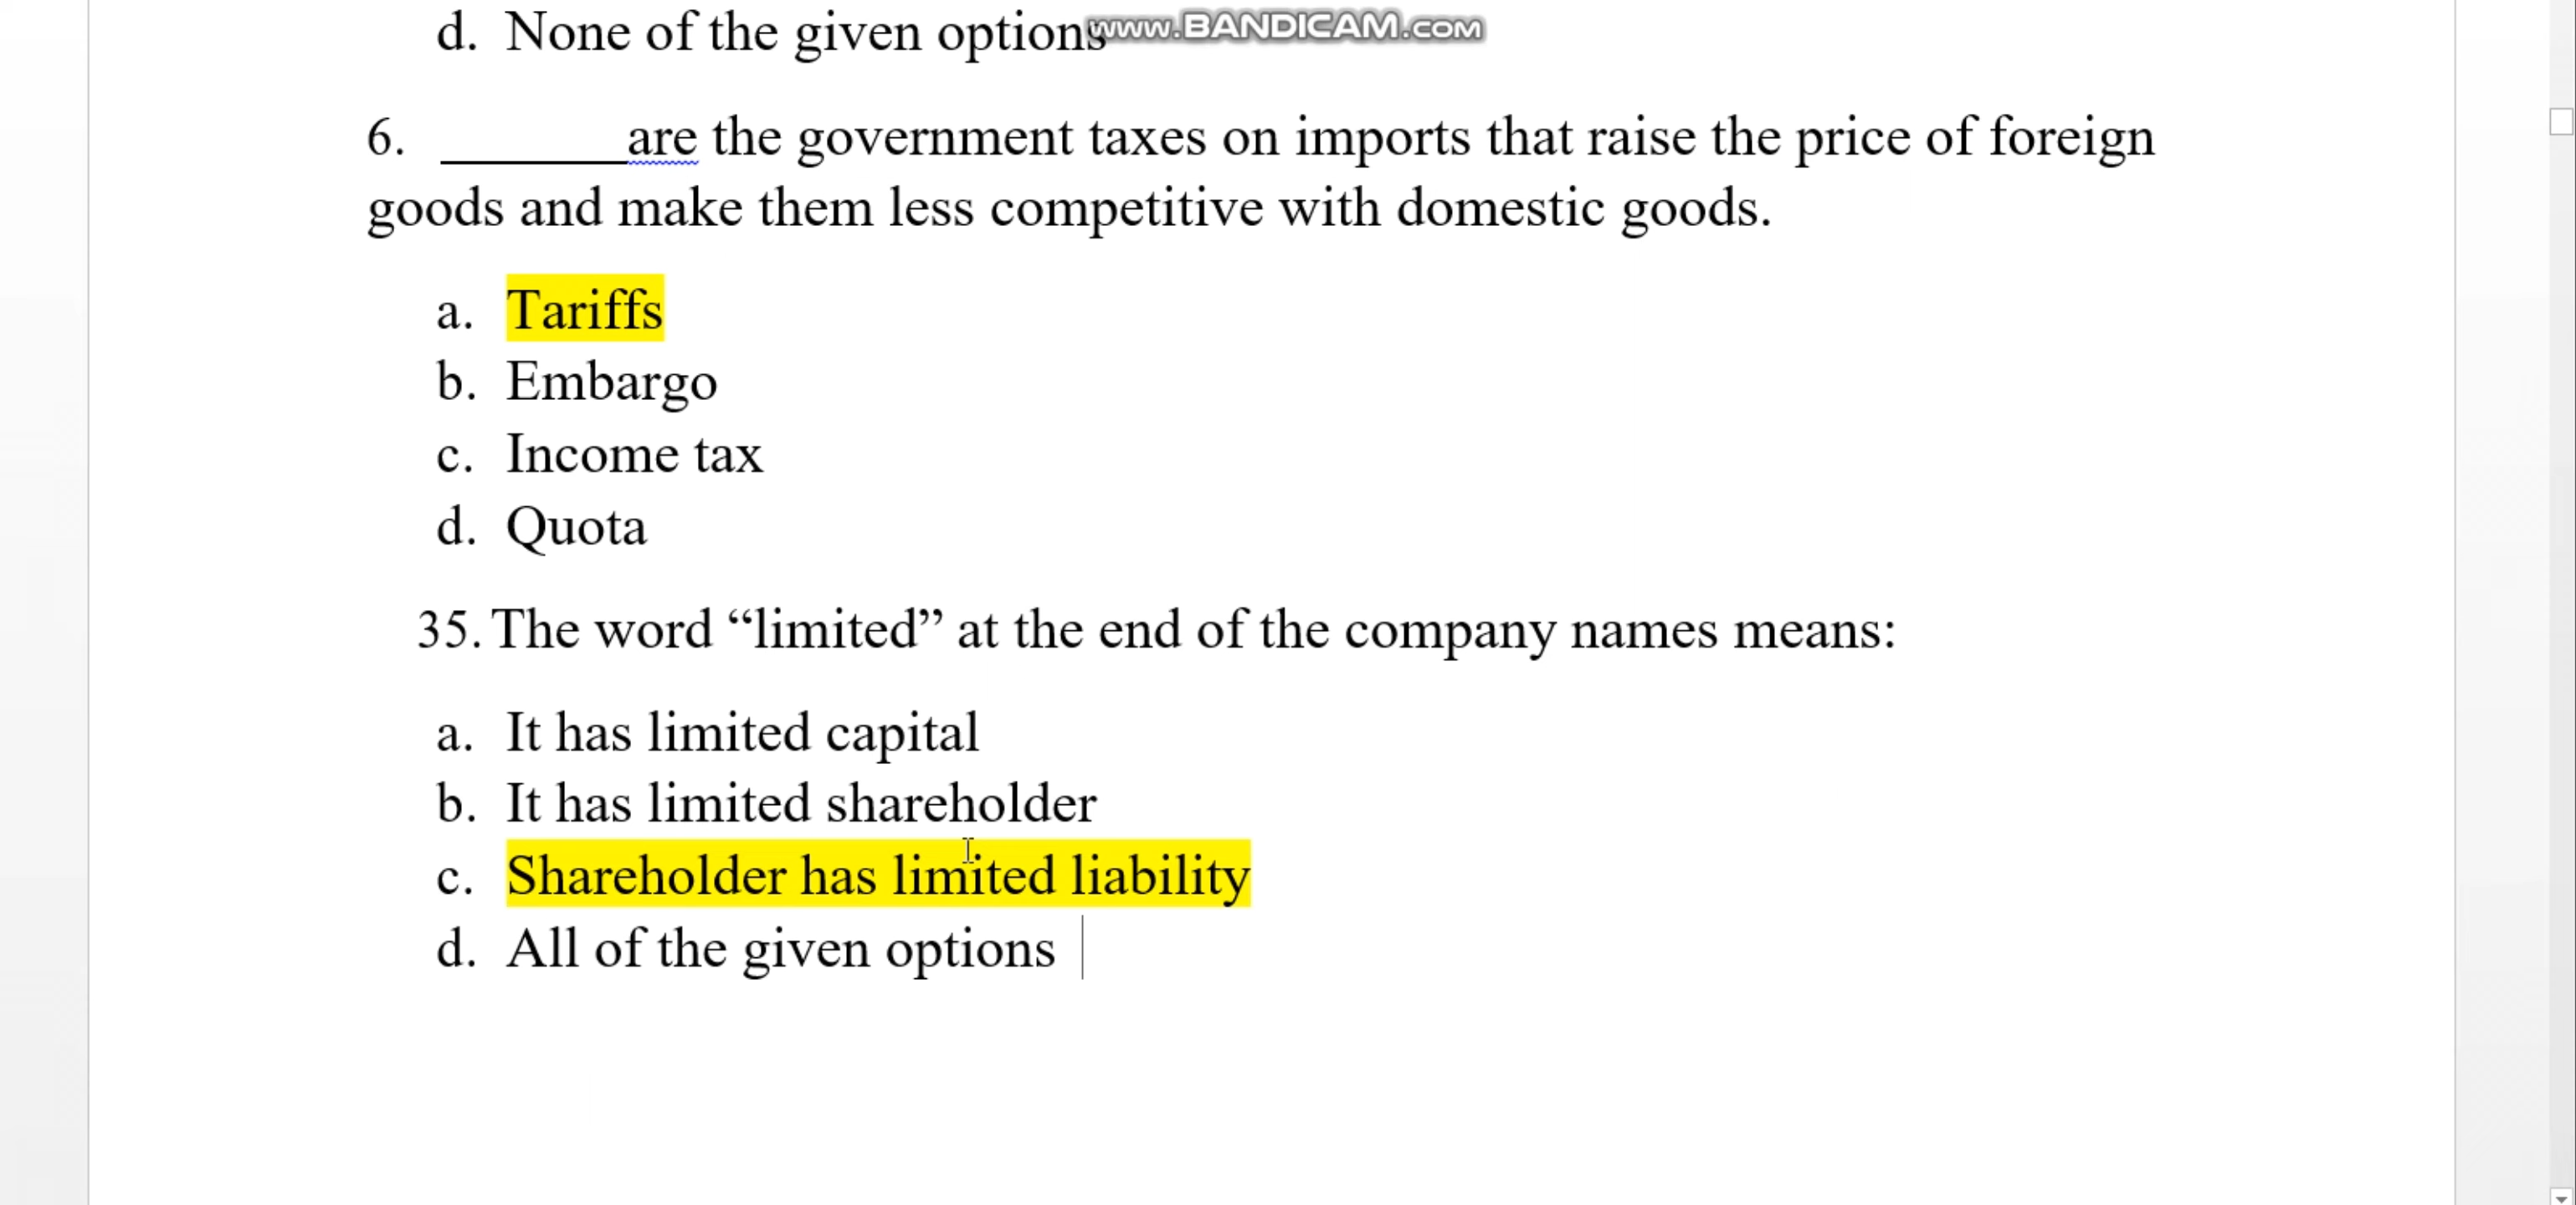 d. None of the given options
www.BANDICAM.COM
6. _______are the government taxes on imports that raise the price of foreign
goods and make them less competitive with domestic goods.
a. Tariffs
b. Embargo
c. Income tax
d. Quota
35. The word “limited” at the end of the company names means:
a. It has limited capital
b. It has limited shareholder
c. Shareholder has limited liability
d. All of the given options